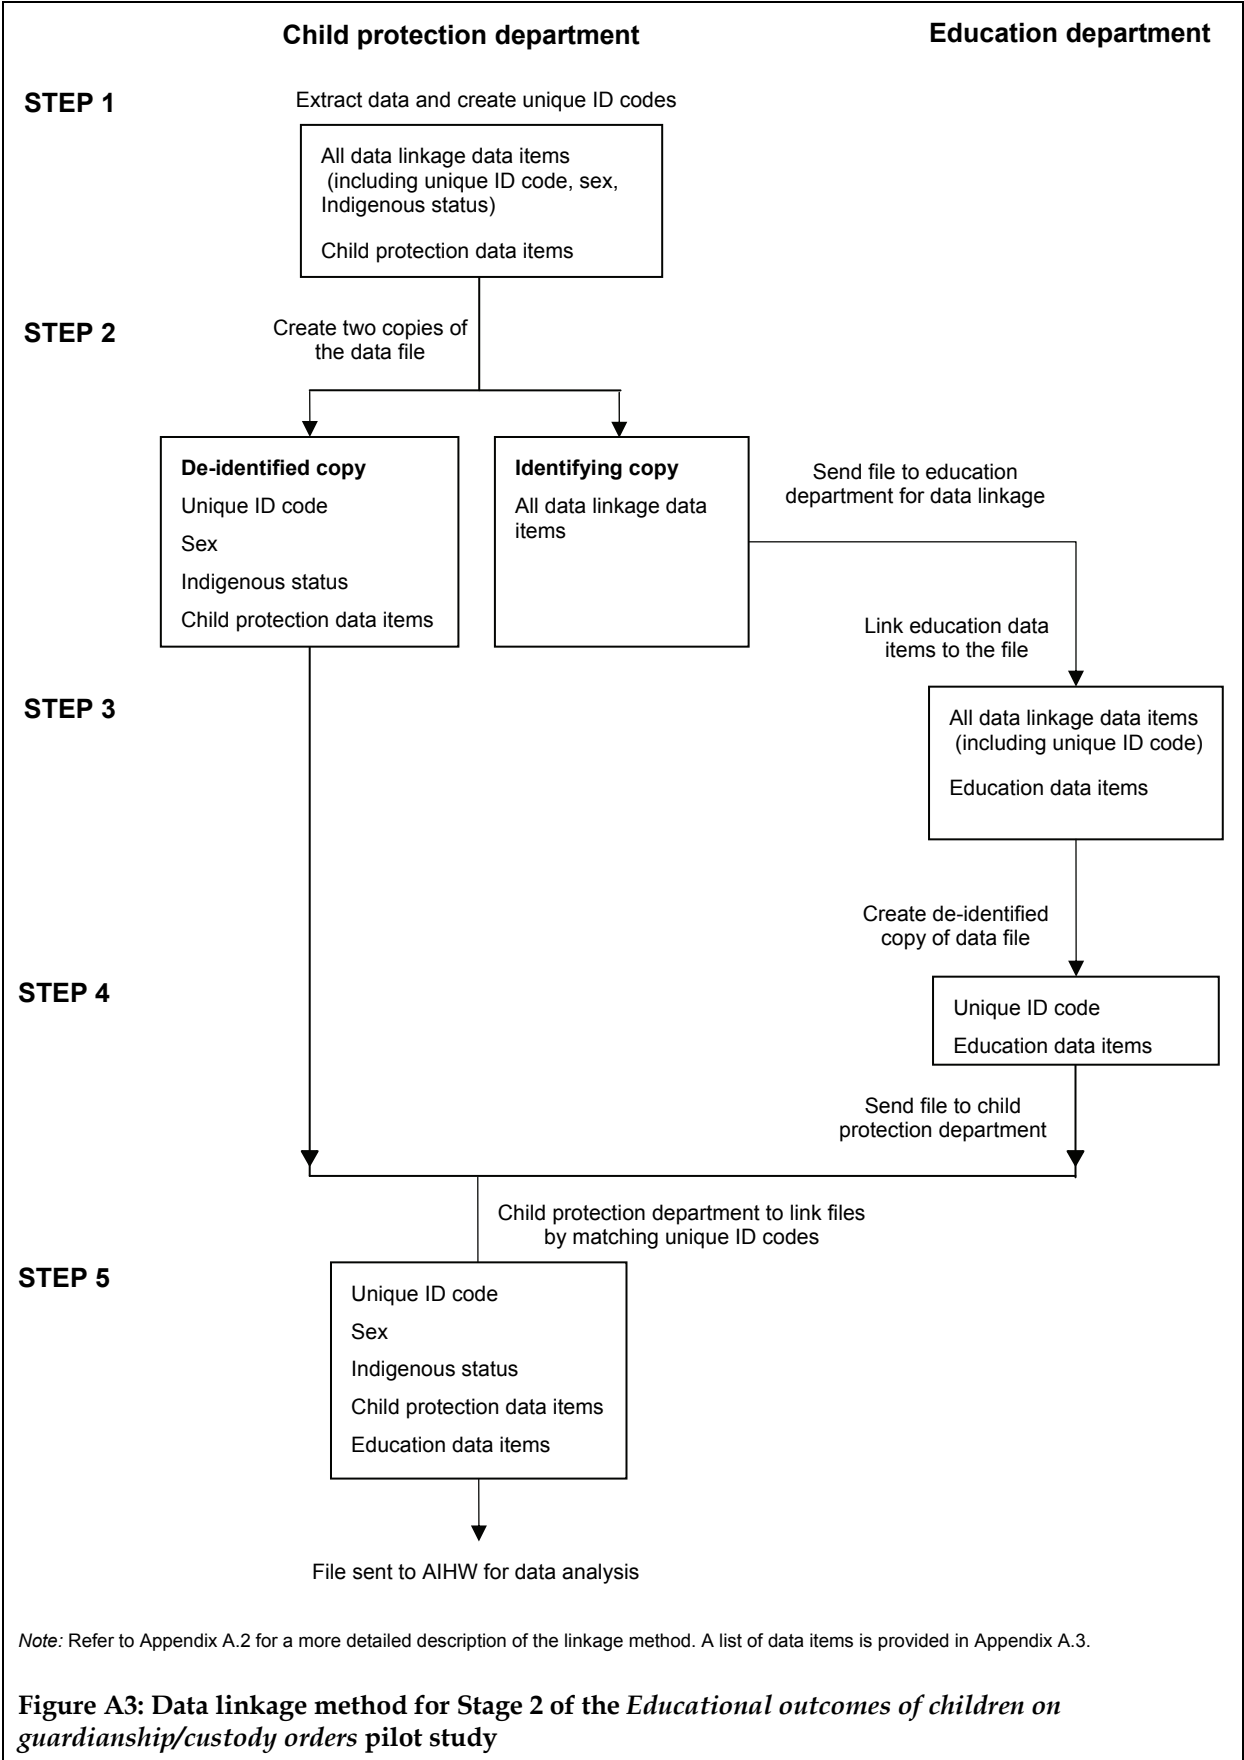 Child protection department
Education department
STEP 1
Extract data and create unique ID codes
All data linkage data items
(including unique ID code, sex,
Indigenous status)
Child protection data items
STEP 2
Create two copies of
the data file
De-identified copy
Unique ID code
Sex
Indigenous status
Child protection data items
Identifying copy
All data linkage data
items
Send file to education
department for data linkage
Link education data
items to the file
STEP 3
All data linkage data items
(including unique ID code)
Education data items
Create de-identified
copy of data file
STEP 4
Unique ID code
Education data items
Send file to child
protection department
Child protection department to link files
by matching unique ID codes
STEP 5
Unique ID code
Sex
Indigenous status
Child protection data items
Education data items
File sent to AIHW for data analysis
Note: Refer to Appendix A.2 for a more detailed description of the linkage method. A list of data items is provided in Appendix A.3.
Figure A3: Data linkage method for Stage 2 of the Educational outcomes of children on
guardianship/custody orders pilot study